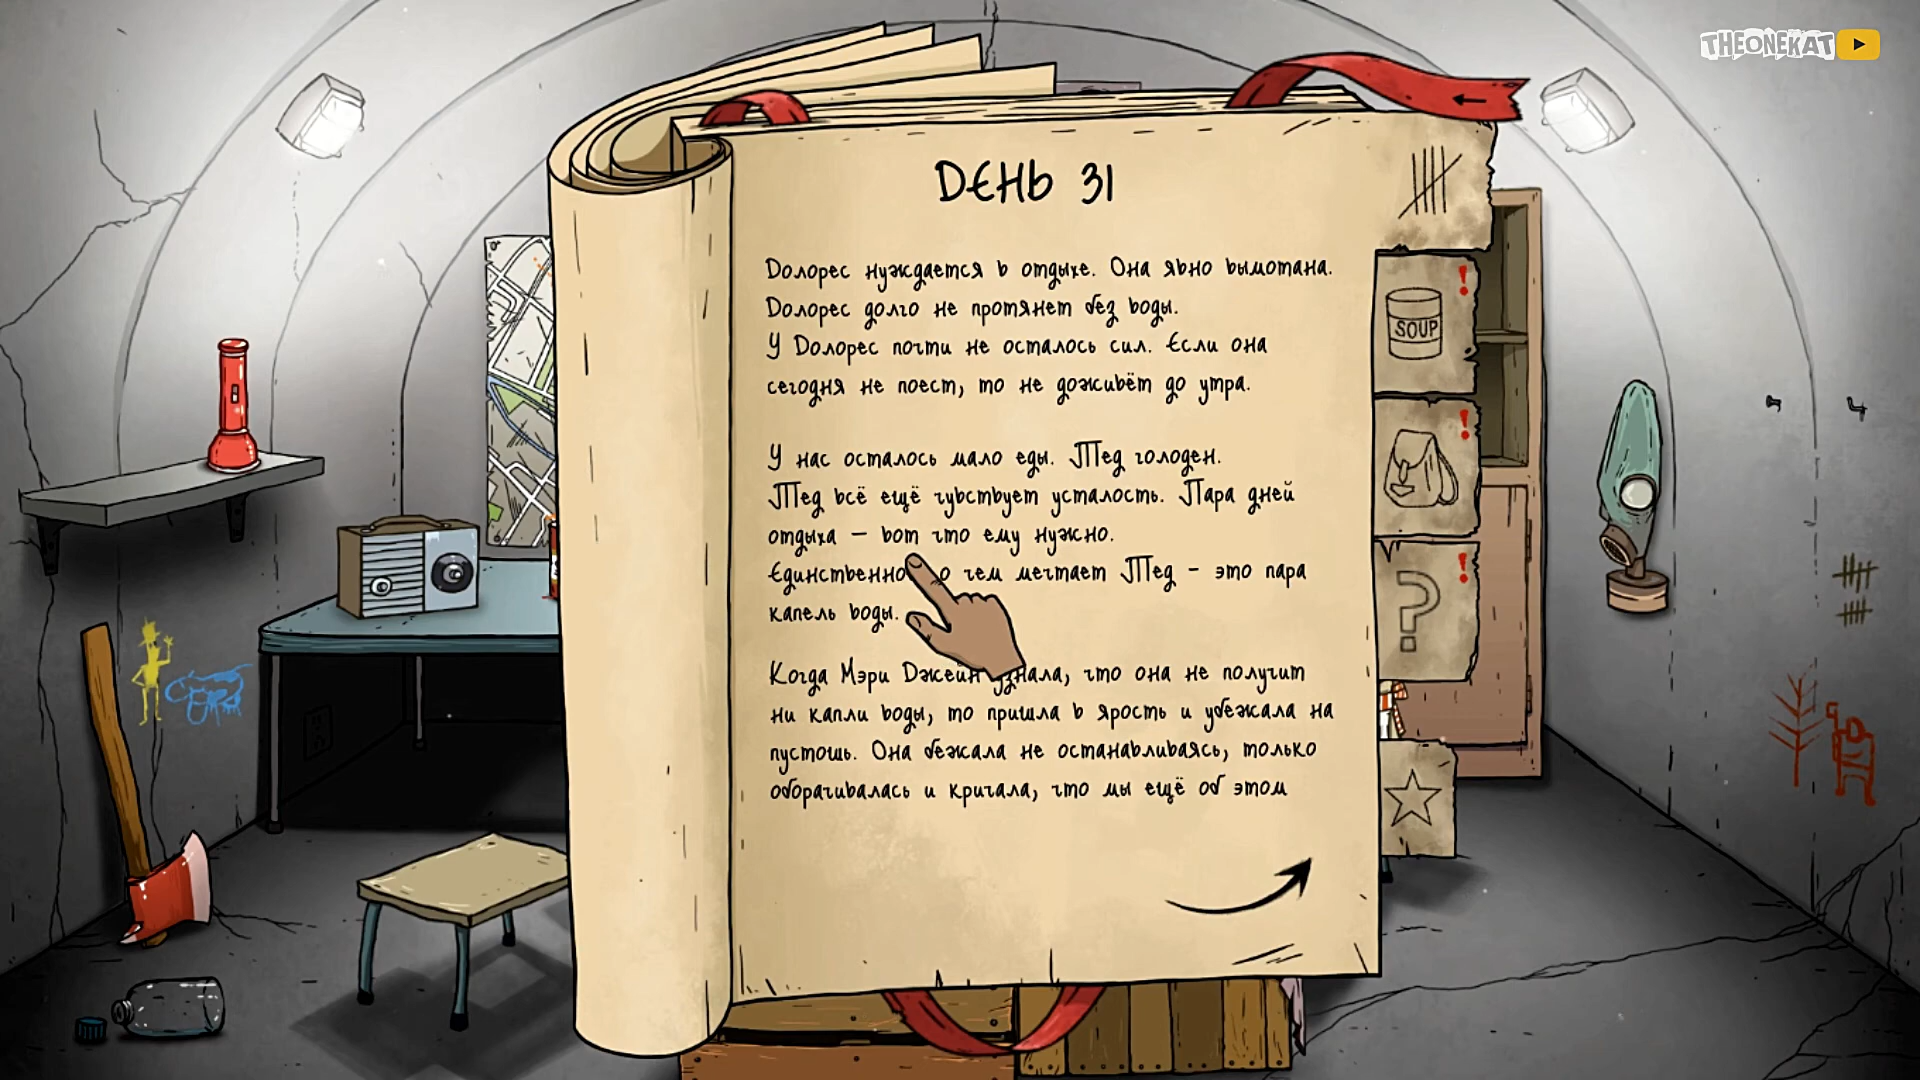 THEONEKAT
ДЕНЬ 31
Долорес нуждается в отдыхе. Она явно вымотана.
Долорес долго не протянет без воды.
У Долорес почти не осталось сил. Если она
сегодня не поест, то не доживёт до утра.
SOUP
У нас осталось мало еды. Тед голоден.
Тед всё ещё чувствует усталость. Пара дней
отдыха — вот что ему нужно.
о чем мечтает Тед - это пара
капель воды.
Когда Мэри Джейн узнала, что она не получит
ни капли воды, то пришла в ярость и убежала на
пустошь. Она бежала не останавливаясь, только
оборачивалась и кричала, что мы ещё об этом